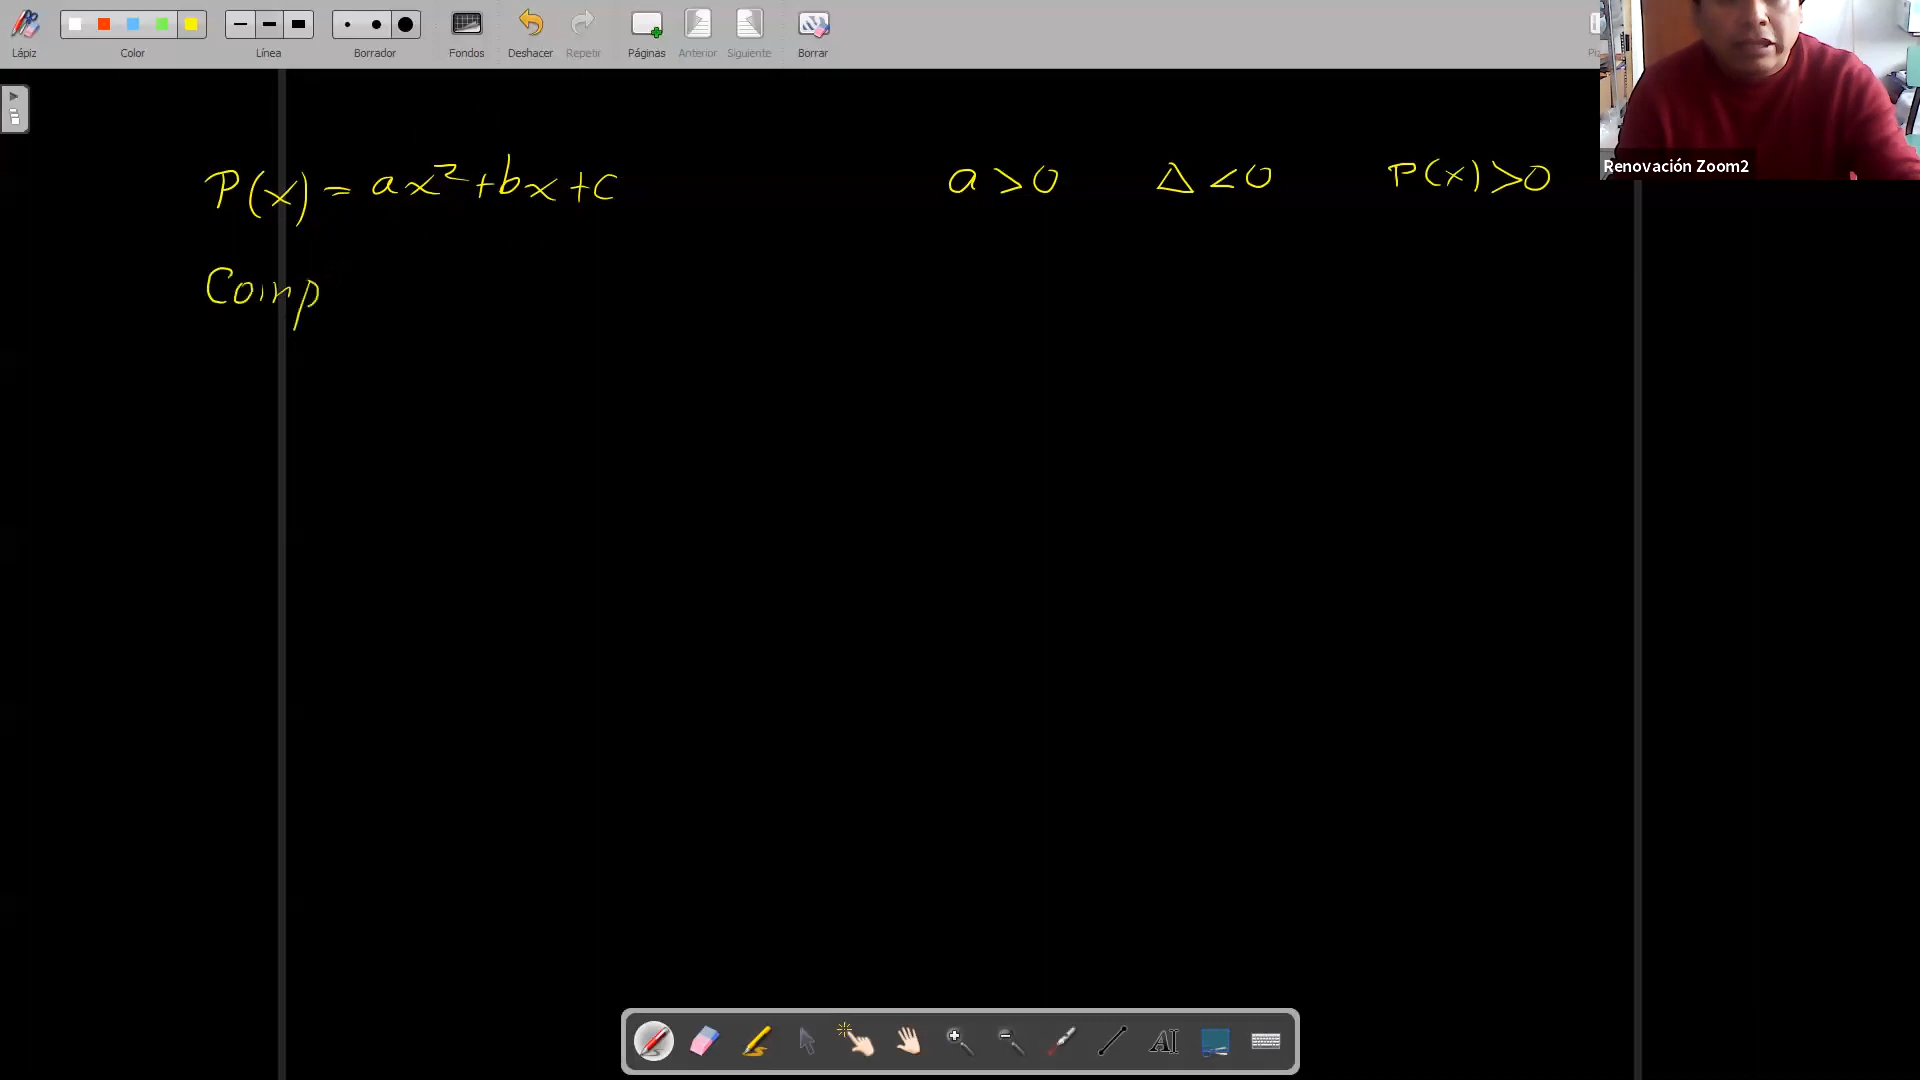 Lápiz Color Línea Borrador Fondos Deshacer Repetir Páginas Anterior Siguiente Borrar
Renovación Zoom2
P(x) = ax²+bx+c a>0 Δ<0 P(x)>0
Comp
AI